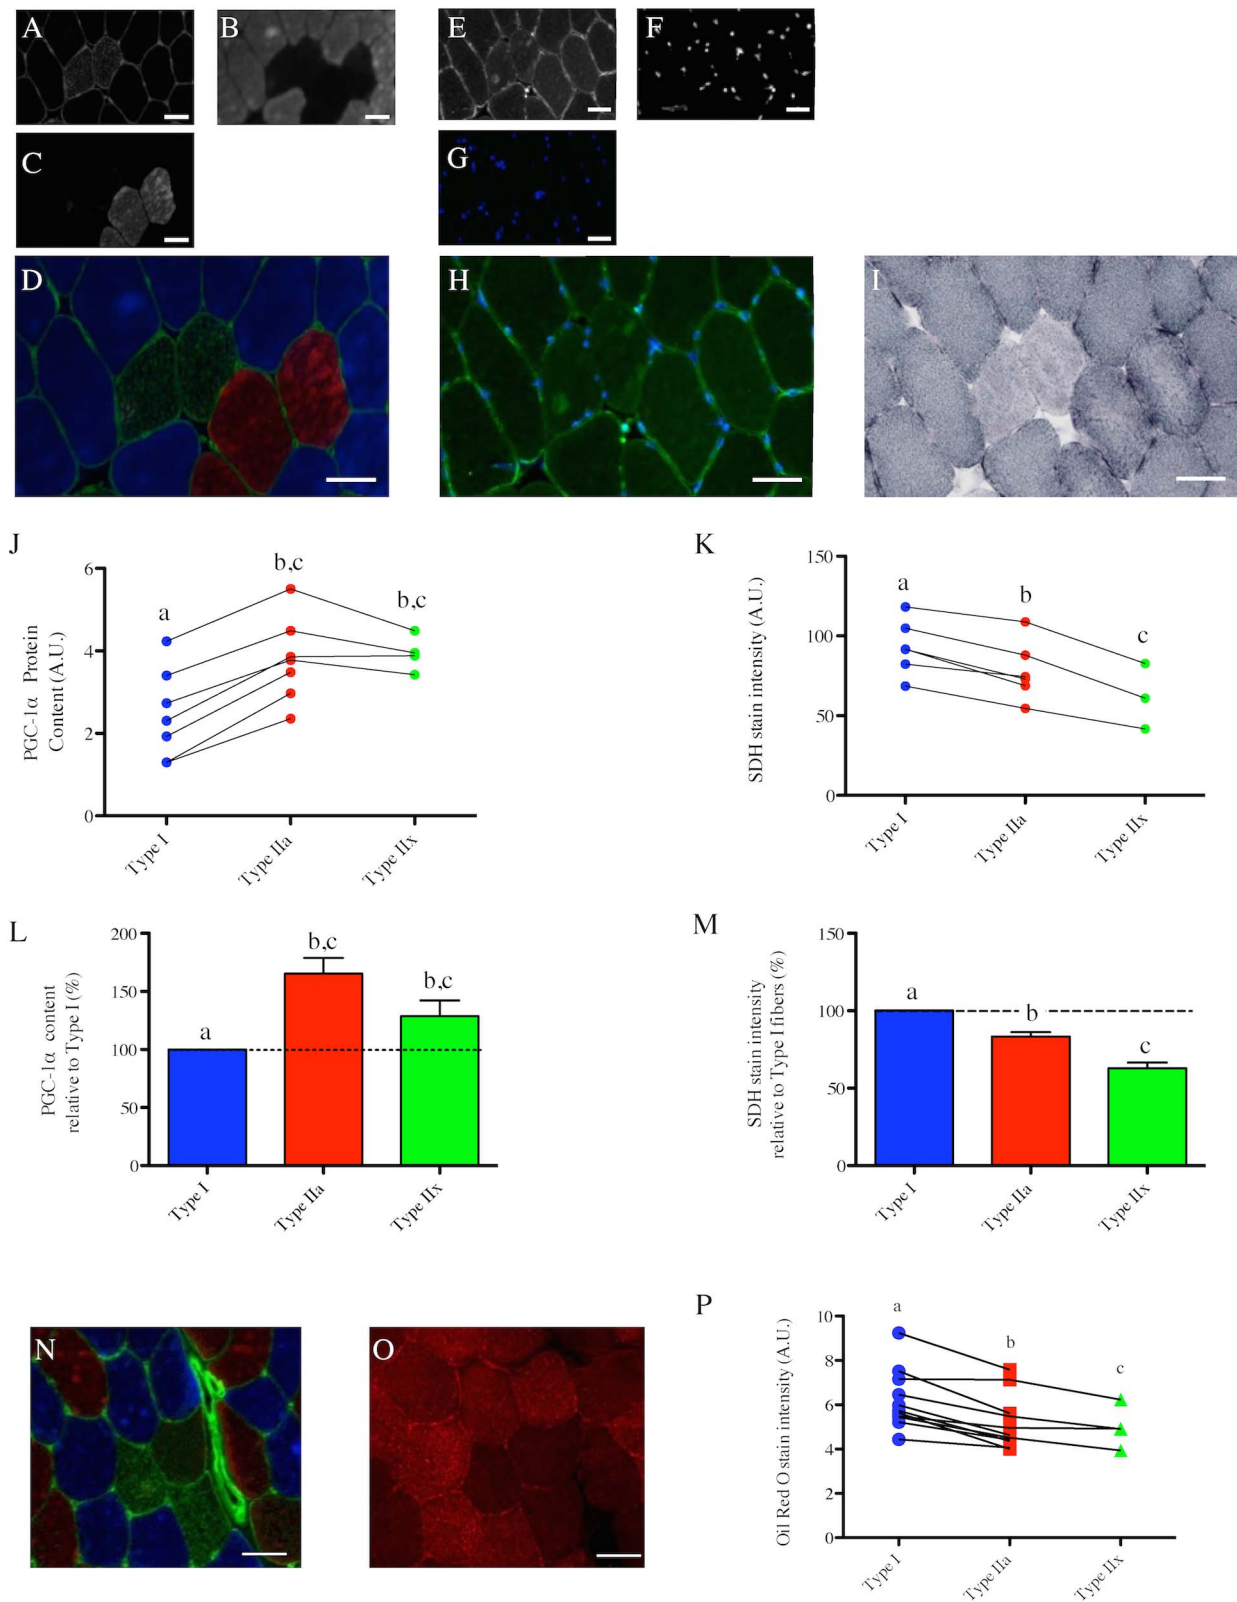 A
B
C
D
E
F
G
H
I
J
PGC-1α Protein
Content (A.U.)
6
4
2
0
a
b,c
b,c
Type I
Type IIa
Type IIx
K
SDH stain intensity (A.U.)
150
100
50
0
a
b
c
Type I
Type IIa
Type IIx
L
PGC-1α content
relative to Type I (%)
200
150
100
50
0
a
b,c
b,c
Type I
Type IIa
Type IIx
M
SDH stain intensity
relative to Type I fibers (%)
150
100
50
0
a
b
c
Type I
Type IIa
Type IIx
N
O
P
Oil Red O stain intensity (A.U.)
10
8
6
4
2
0
a
b
c
Type I
Type IIa
Type IIx